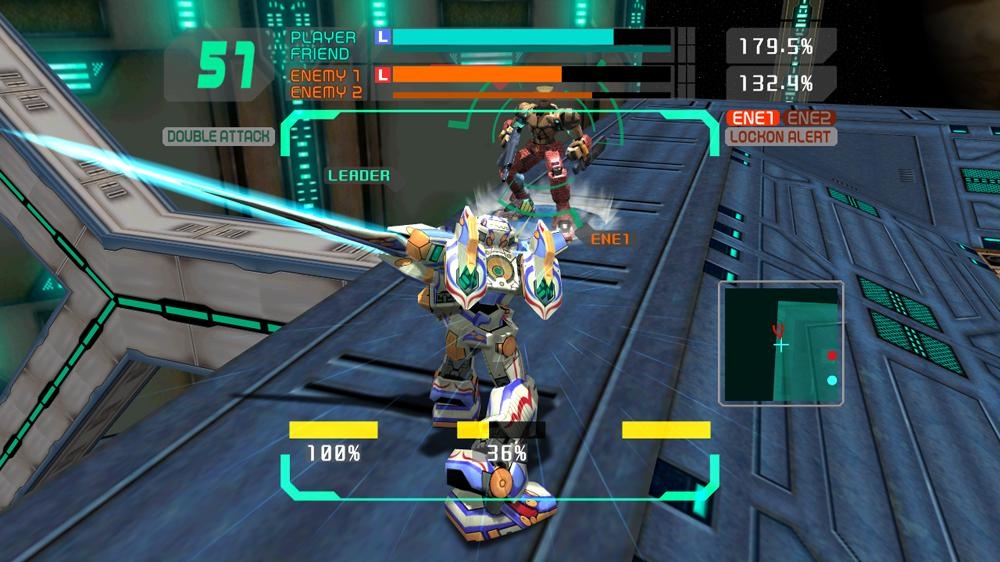 57
PLAYER L
FRIEND
ENEMY 1 L
ENEMY 2
179.5%
132.4%
ENE1 ENE2
LOCKON ALERT
DOUBLE ATTACK
LEADER
ENE1
100%
36%